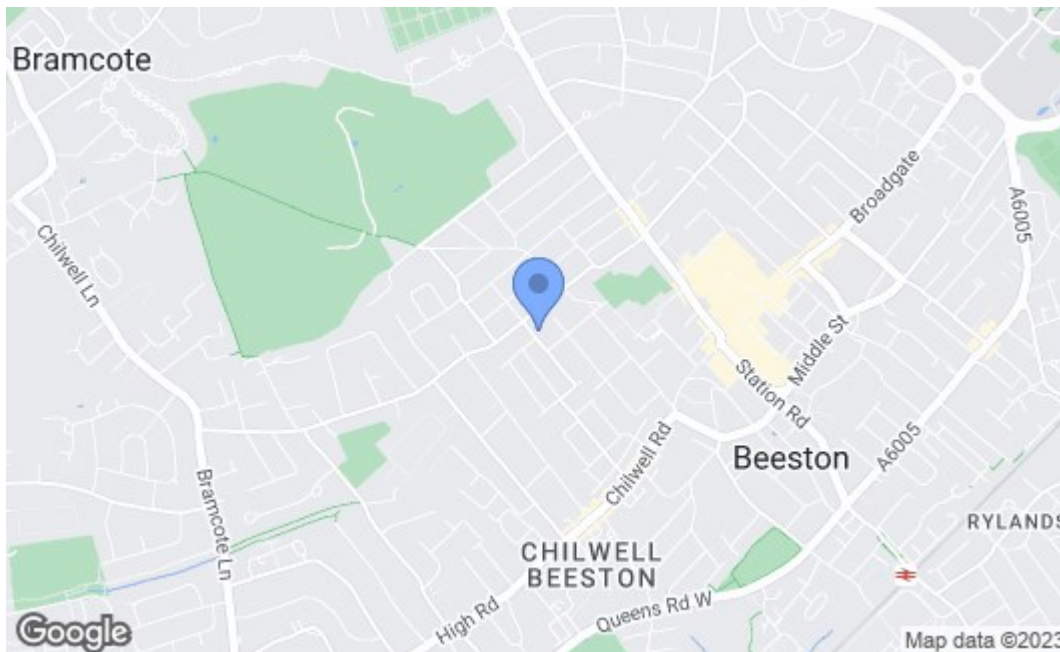 Bramcote
Broadgate
A6005
Chilwell Ln
Middle St
Station Rd
Chilwell Rd
A6005
Beeston
Bramcote Ln
RYLANDS
CHILWELL
BEESTON
Queens Rd W
High Rd
Google
Map data ©2023